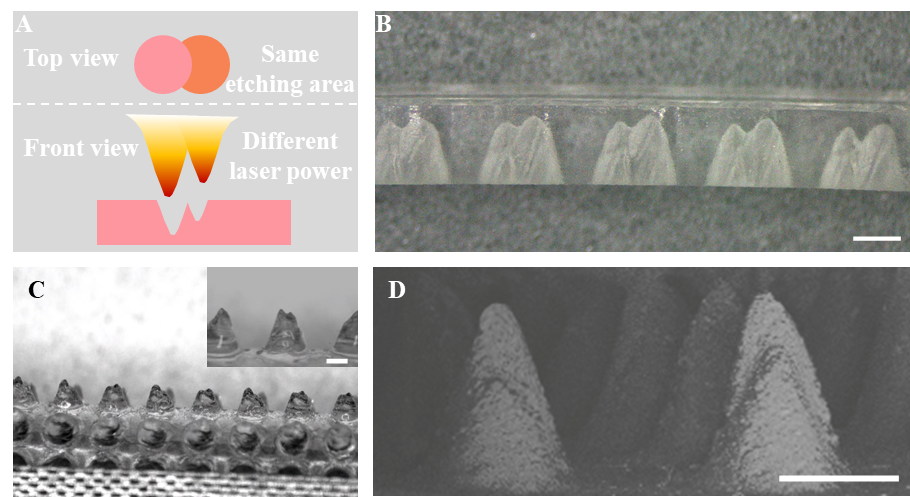 A
Top view
Same
etching area
Front view
Different
laser power
B
C
D